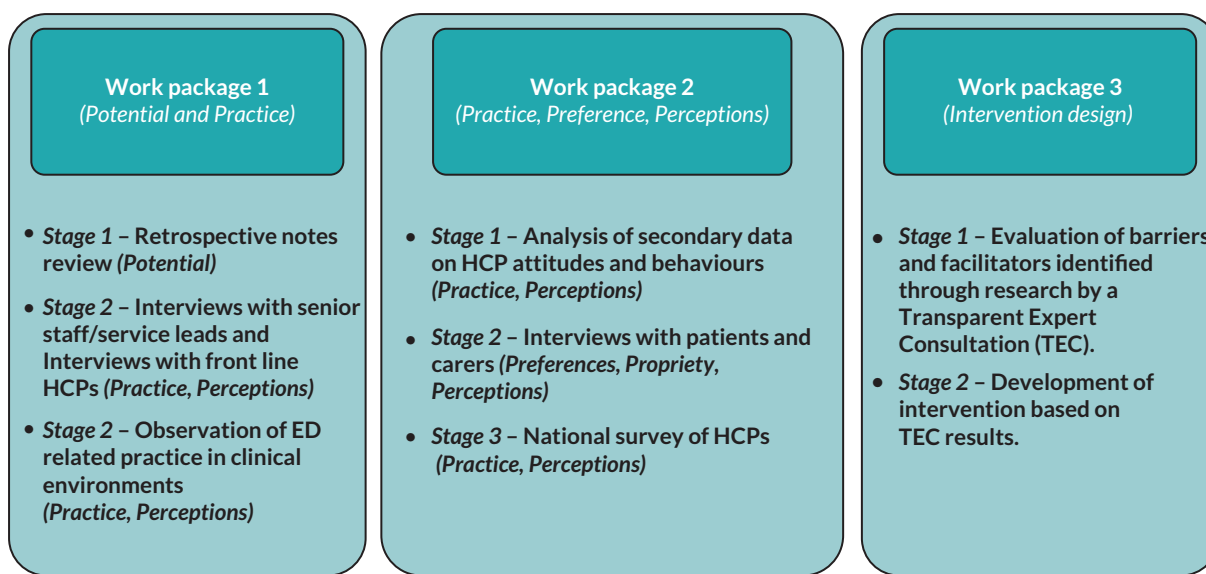 Work package 1
(Potential and Practice)
• Stage 1 – Retrospective notes
review (Potential)
• Stage 2 – Interviews with senior
staff/service leads and
Interviews with front line
HCPs (Practice, Perceptions)
• Stage 2 – Observation of ED
related practice in clinical
environments
(Practice, Perceptions)
Work package 2
(Practice, Preference, Perceptions)
• Stage 1 – Analysis of secondary data
on HCP attitudes and behaviours
(Practice, Perceptions)
• Stage 2 – Interviews with patients and
carers (Preferences, Propriety,
Perceptions)
• Stage 3 – National survey of HCPs
(Practice, Perceptions)
Work package 3
(Intervention design)
• Stage 1 – Evaluation of barriers
and facilitators identified
through research by a
Transparent Expert
Consultation (TEC).
• Stage 2 – Development of
intervention based on
TEC results.